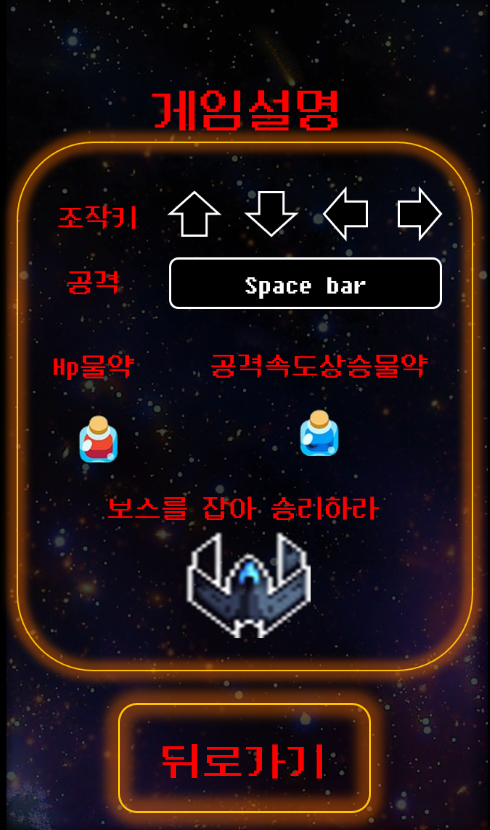 게임설명
조작키
공격 Space bar
Hp물약 공격속도상승물약
보스를 잡아 승리하라
뒤로가기